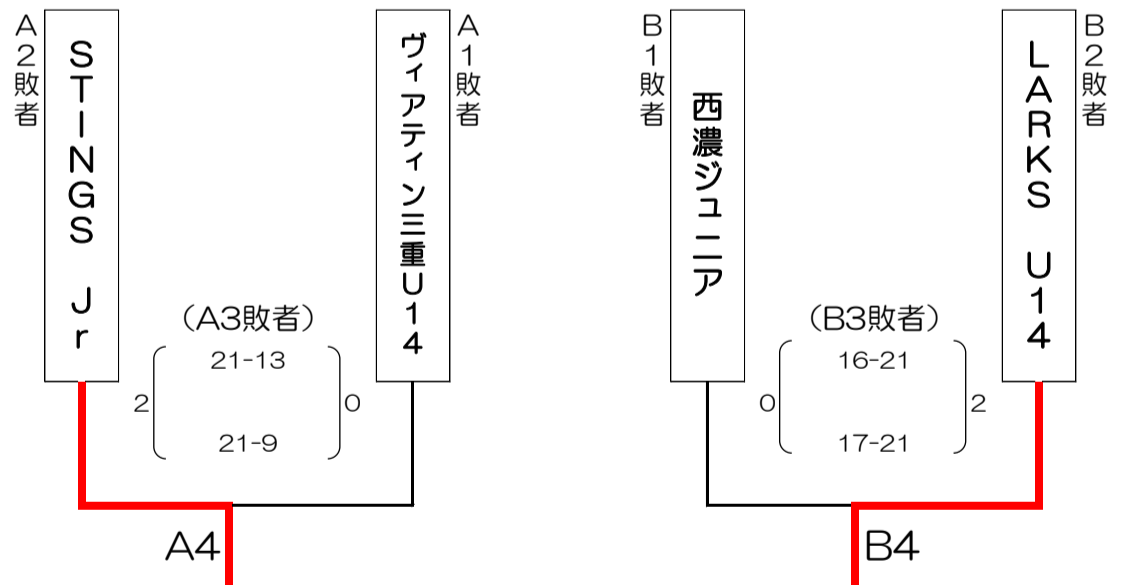 A2敗者
STINGS Jr
ヴィアティン三重U14
A1敗者
(A3敗者)
21-13
2
0
21-9
A4
B1敗者
西濃ジュニア
LARKS U14
B2敗者
(B3敗者)
16-21
0
2
17-21
B4